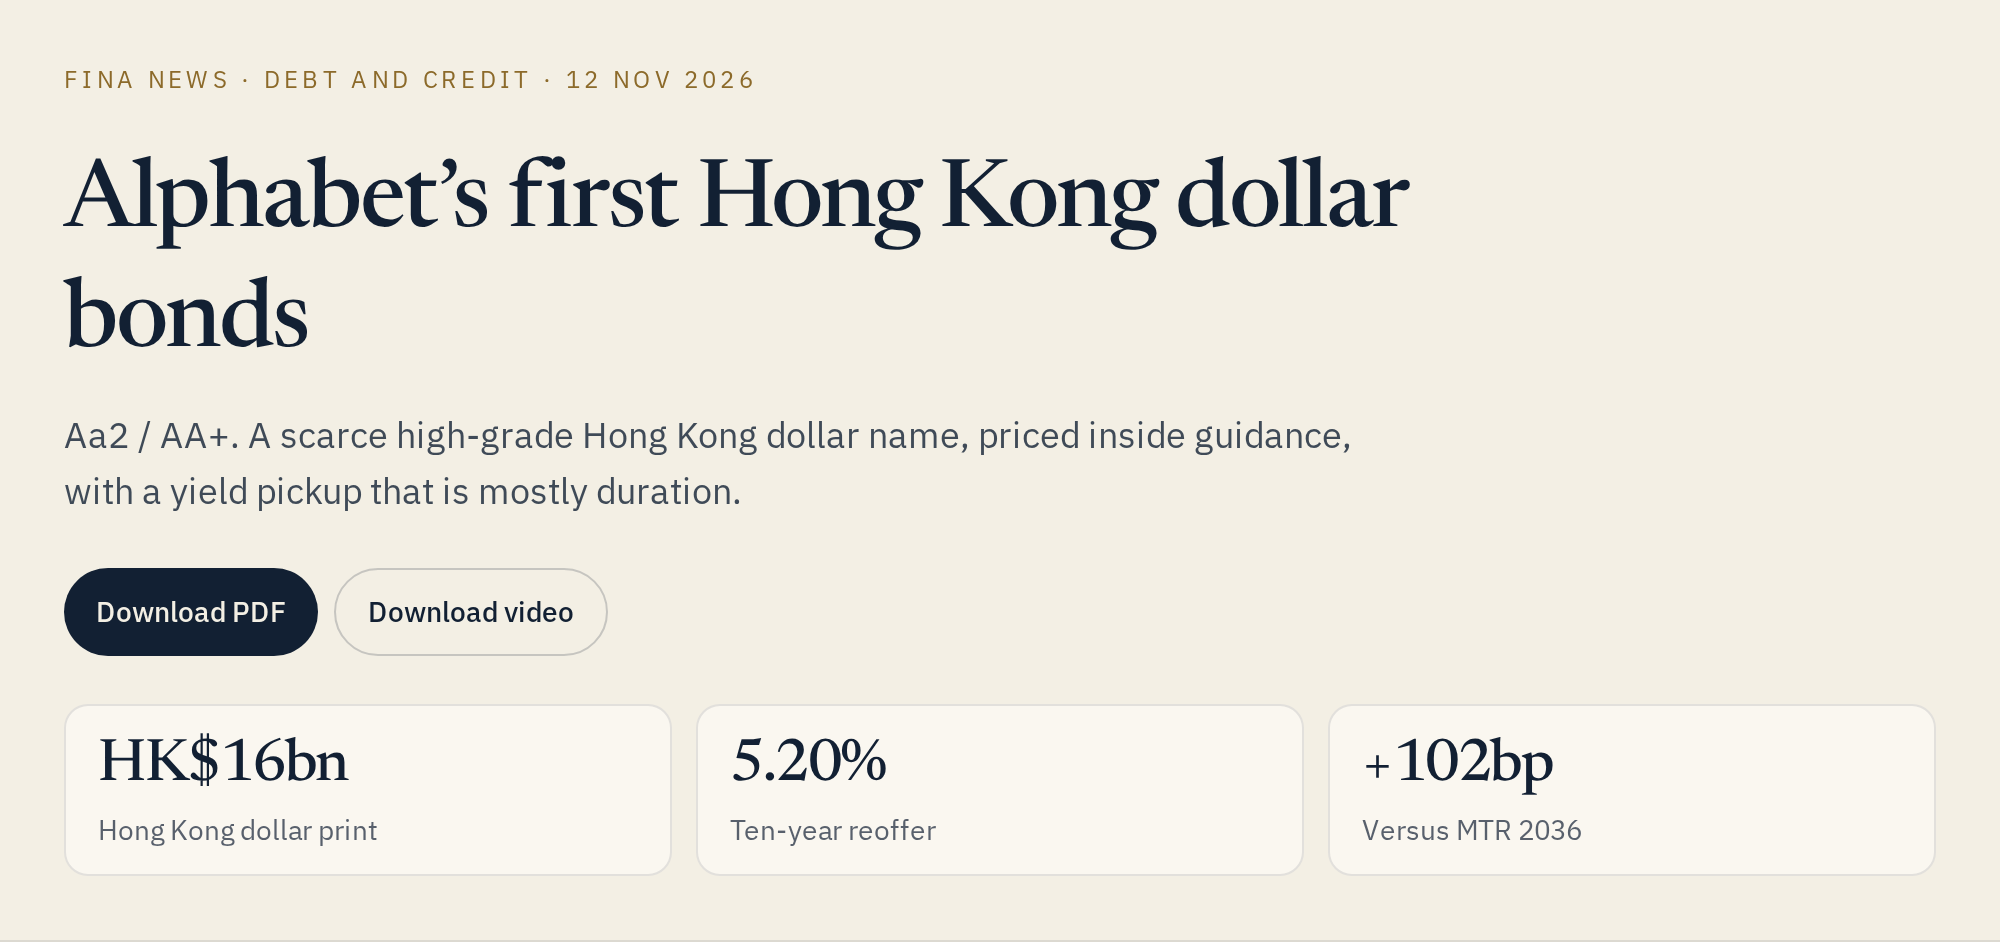 FINA NEWS · DEBT AND CREDIT · 12 NOV 2026
Alphabet’s first Hong Kong dollar
bonds
Aa2 / AA+. A scarce high-grade Hong Kong dollar name, priced inside guidance,
with a yield pickup that is mostly duration.
Download PDF
Download video
HK$16bn
Hong Kong dollar print
5.20%
Ten-year reoffer
+102bp
Versus MTR 2036